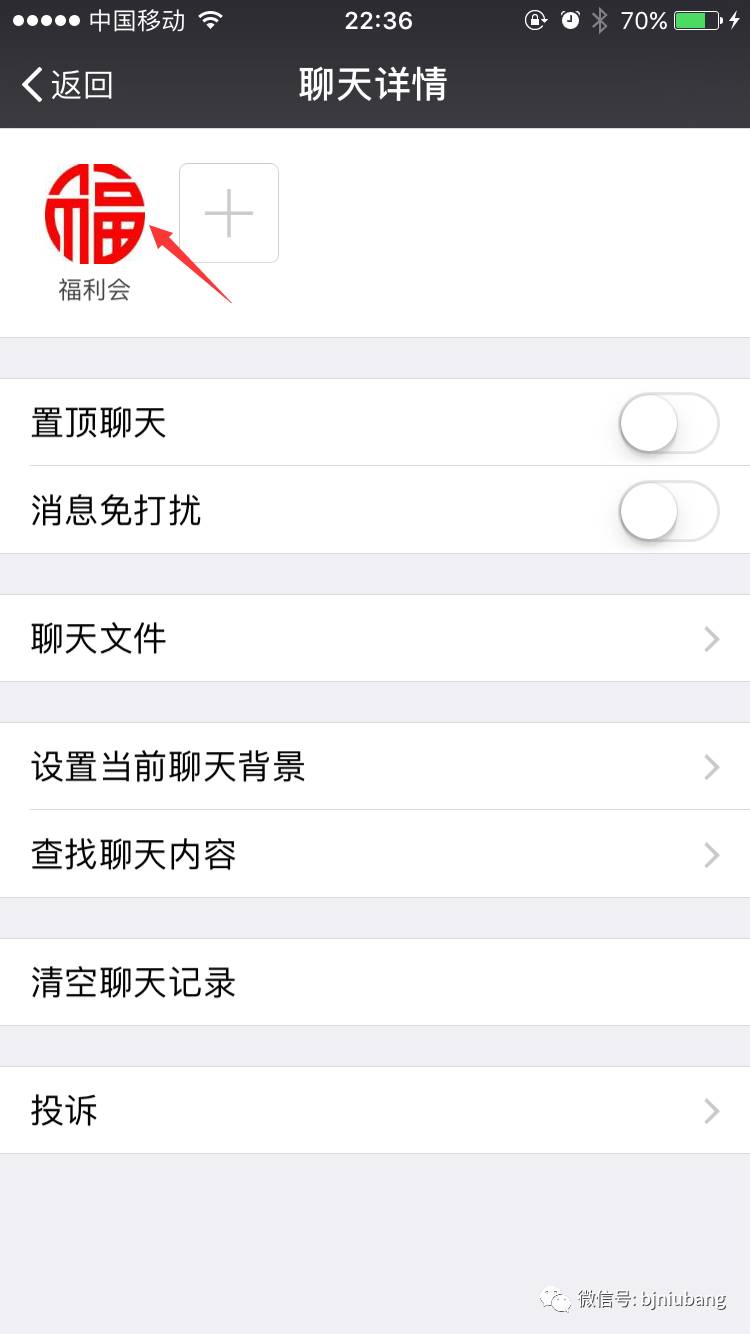 中国移动 22:36 70%
返回 聊天详情
福
福利会
置顶聊天
消息免打扰
聊天文件
设置当前聊天背景
查找聊天内容
清空聊天记录
投诉
微信号: bjniubang